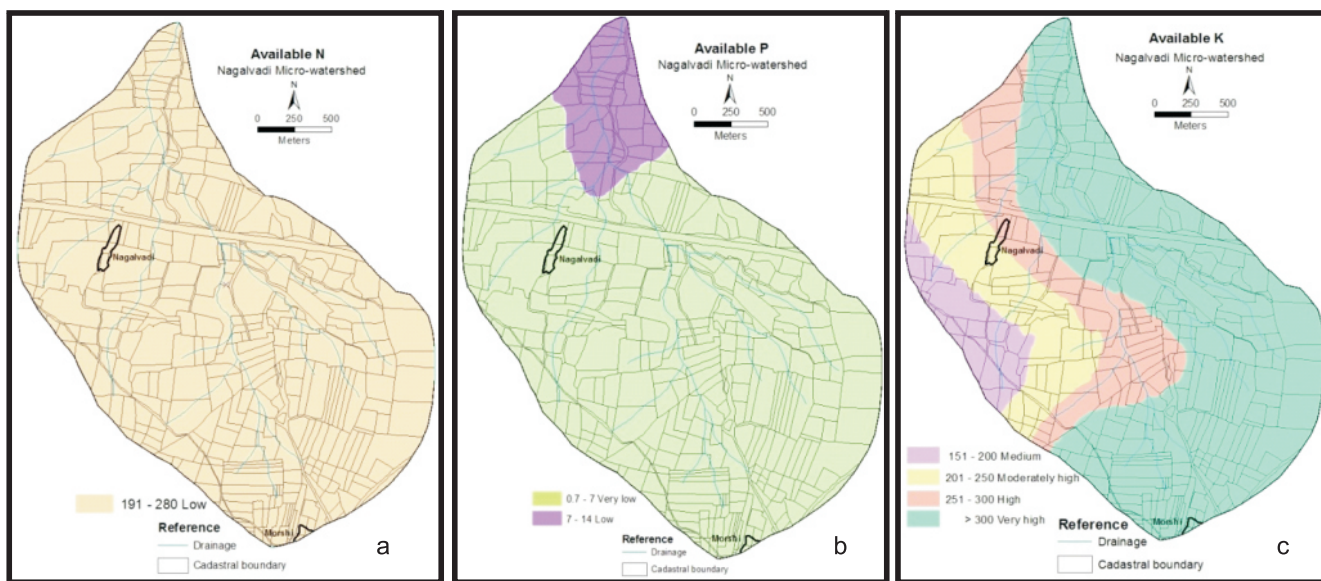 Available N
Nagalvadi Micro-watershed
N
0 250 500
Meters
Nagalvadi
191 - 280 Low
Reference
Morshi
Drainage
Cadastral boundary
a
Available P
Nagalvadi Micro-watershed
N
0 250 500
Meters
Nagalvadi
0.7 - 7 Very low
7 - 14 Low
Reference
Morshi
Drainage
Cadastral boundary
b
Available K
Nagalvadi Micro-watershed
N
0 250 500
Meters
Nagalvadi
151 - 200 Medium
201 - 250 Moderately high
251 - 300 High
> 300 Very high
Reference
Morshi
Drainage
Cadastral boundary
c